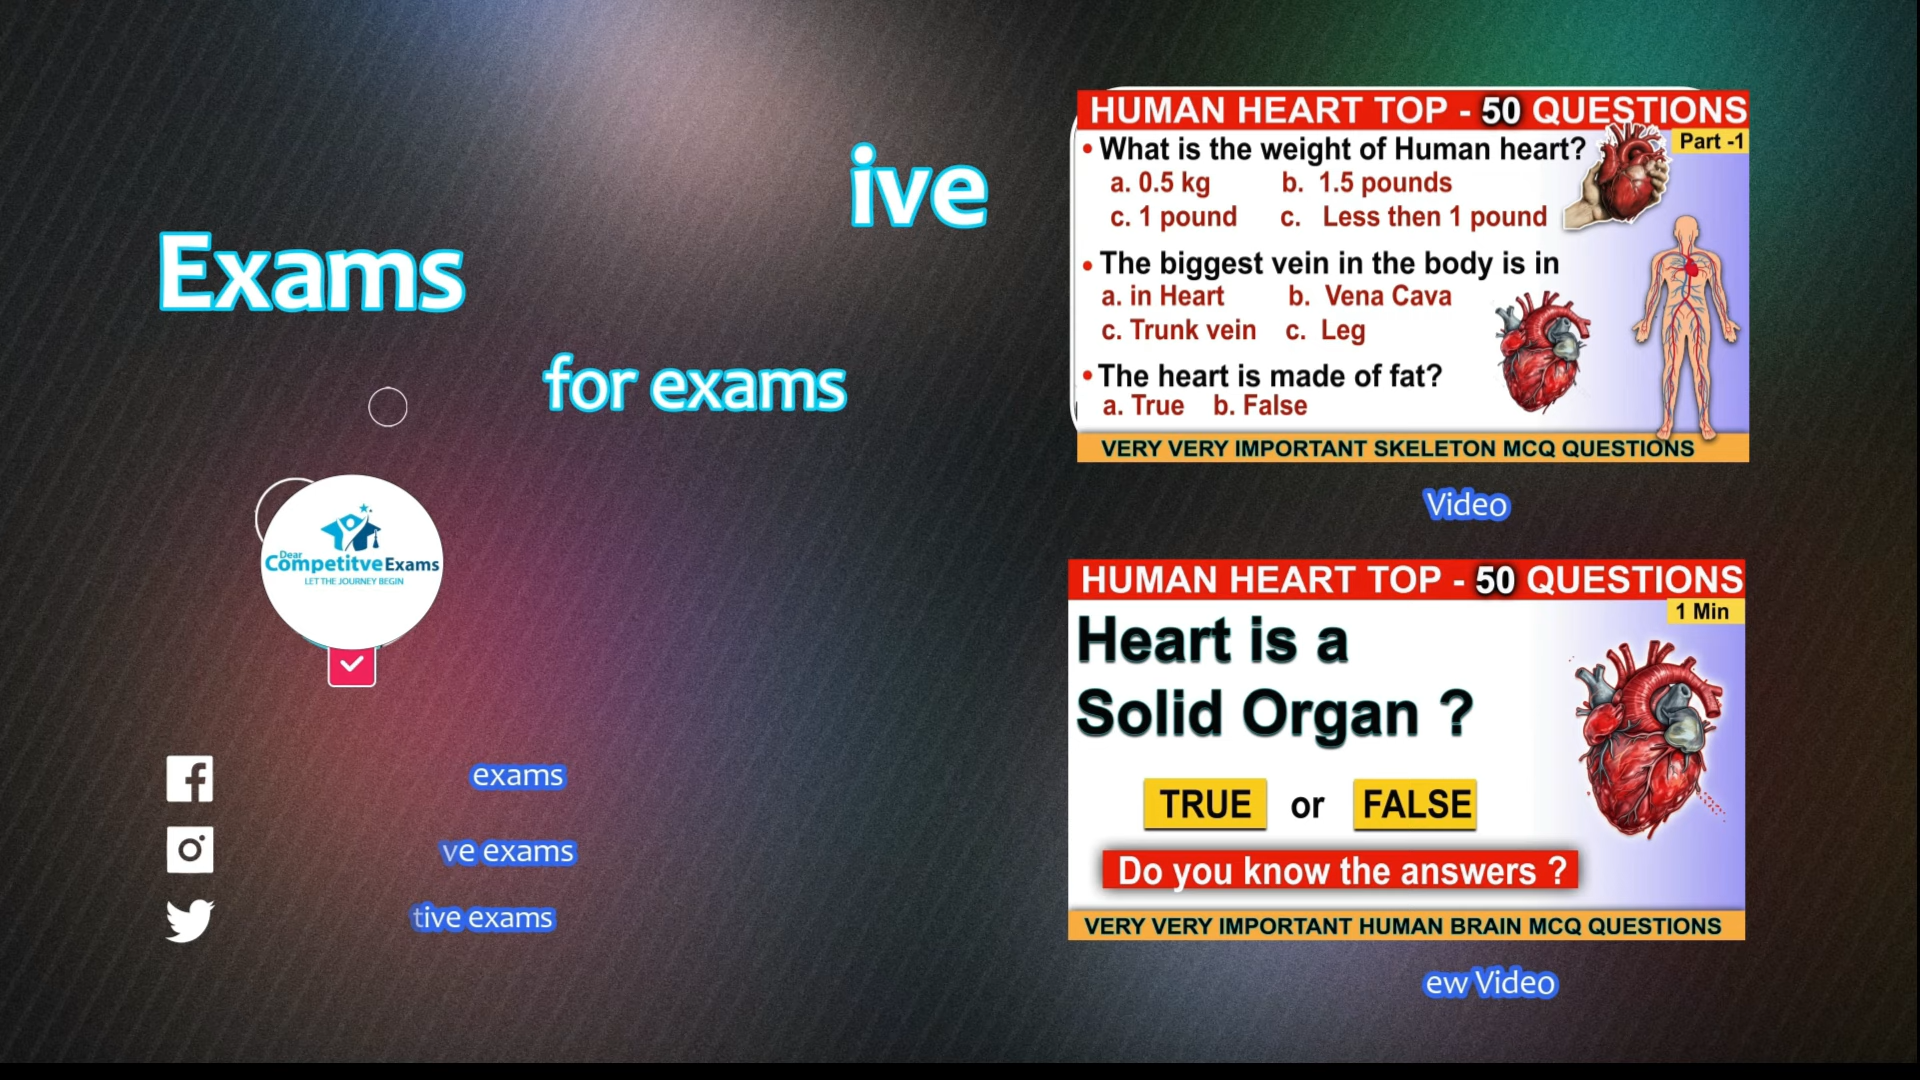 ive
Exams
for exams
Dear
CompetitveExams
LET THE JOURNEY BEGIN
exams
ve exams
tive exams
HUMAN HEART TOP - 50 QUESTIONS
Part -1
• What is the weight of Human heart?
a. 0.5 kg b. 1.5 pounds
c. 1 pound c. Less then 1 pound
• The biggest vein in the body is in
a. in Heart b. Vena Cava
c. Trunk vein c. Leg
• The heart is made of fat?
a. True b. False
VERY VERY IMPORTANT SKELETON MCQ QUESTIONS
Video
HUMAN HEART TOP - 50 QUESTIONS
1 Min
Heart is a
Solid Organ ?
TRUE or FALSE
Do you know the answers ?
VERY VERY IMPORTANT HUMAN BRAIN MCQ QUESTIONS
ew Video